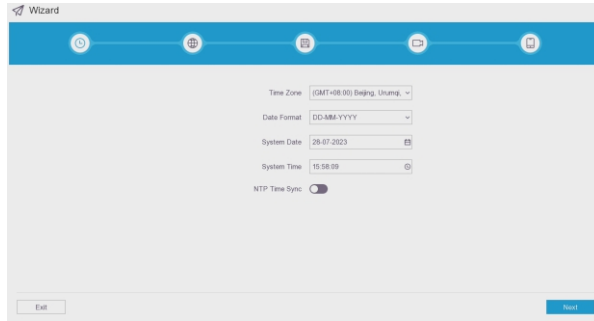 Wizard
Time Zone (GMT+08:00) Beijing, Urumqi,
Date Format DD-MM-YYYY
System Date 28-07-2023
System Time 15:58:09
NTP Time Sync
Exit Next